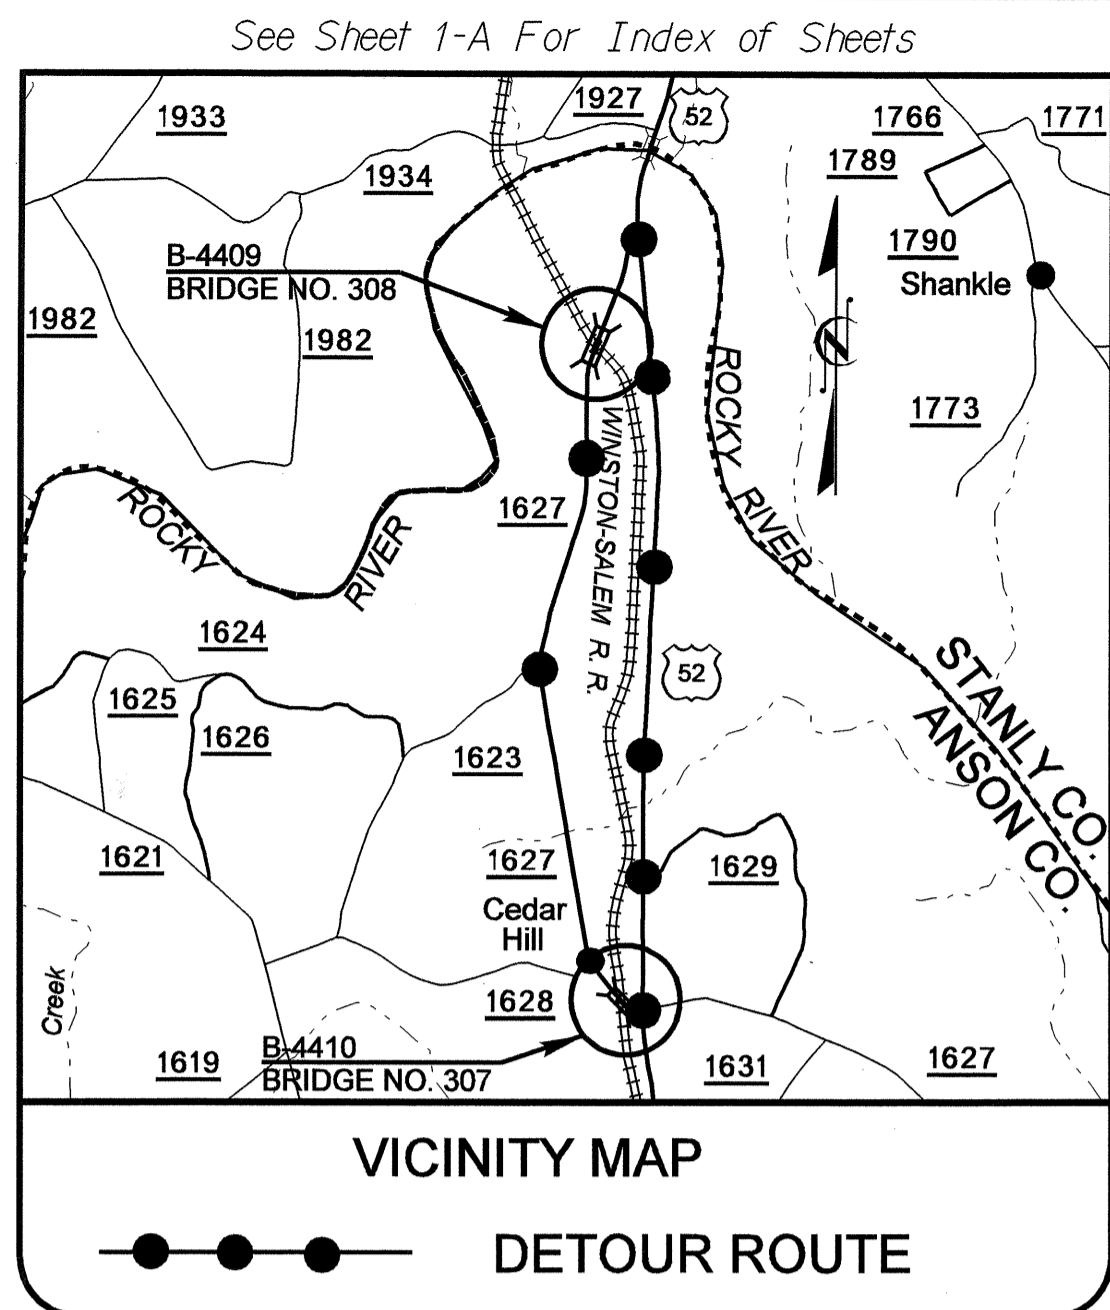 See Sheet 1-A For Index of Sheets
1933
1927
52
1766
1771
1934
1789
B-4409
BRIDGE NO. 308
1790
Shankle
1982
1982
N
1773
ROCKY
RIVER
WINSTON-SALEM R. R.
1627
ROCKY
RIVER
1624
STANLY CO.
ANSON CO.
52
1625
1626
1623
1621
1627
1629
Cedar
Hill
Creek
1628
B-4410
BRIDGE NO. 307
1619
1631
1627
VICINITY MAP
DETOUR ROUTE